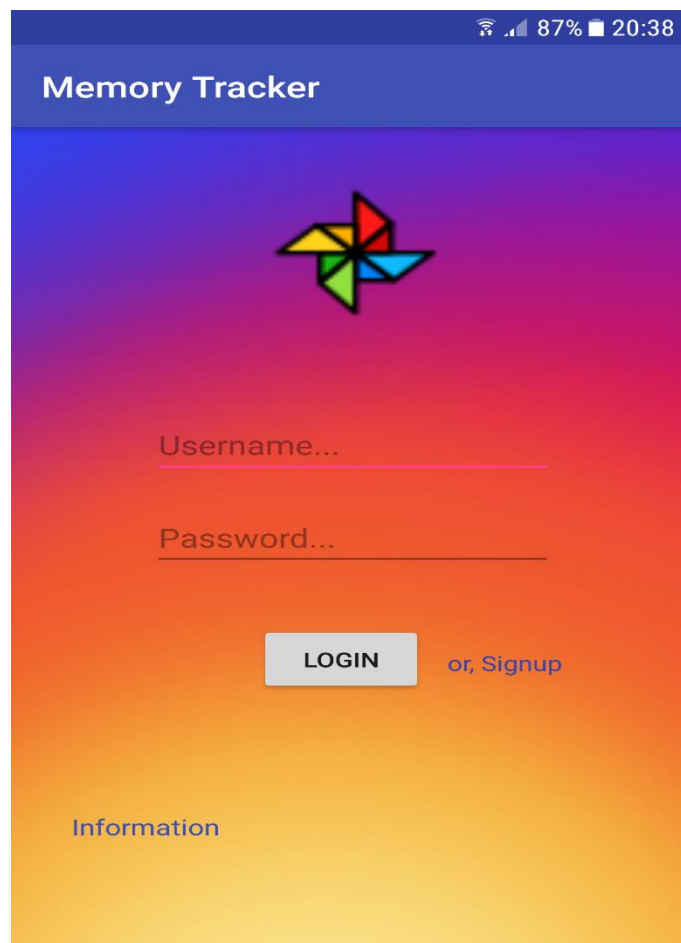 87% 20:38
Memory Tracker
Username...
Password...
LOGIN or, Signup
Information